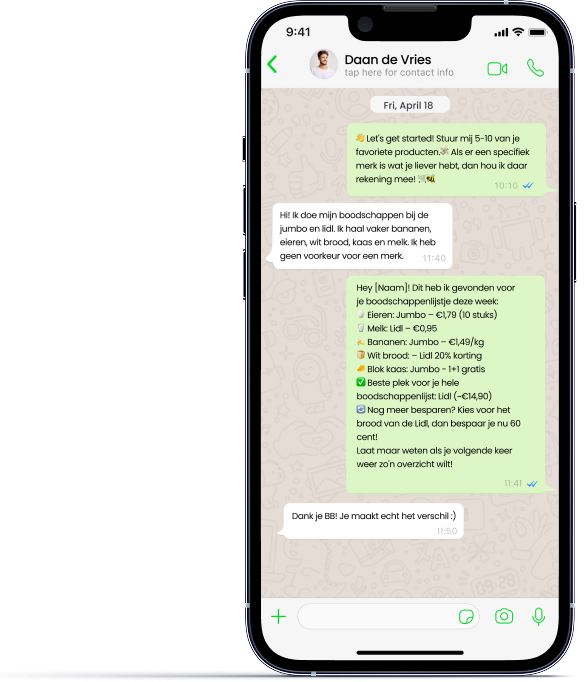 9:41
Daan de Vries
tap here for contact info
Fri, April 18
👋 Let's get started! Stuur mij 5-10 van je
favoriete producten. Als er een specifiek
merk is wat je liever hebt, dan hou ik daar
rekening mee! 🛒🐝
10:10
Hi! Ik doe mijn boodschappen bij de
jumbo en lidl. Ik haal vaker bananen,
eieren, wit brood, kaas en melk. Ik heb
geen voorkeur voor een merk.
11:40
Hey [Naam]! Dit heb ik gevonden voor
je boodschappenlijstje deze week:
🥚 Eieren: Jumbo – €1,79 (10 stuks)
🥛 Melk: Lidl – €0,95
🍌 Bananen: Jumbo – €1,49/kg
🍞 Wit brood: – Lidl 20% korting
🧀 Blok kaas: Jumbo - 1+1 gratis
✅ Beste plek voor je hele
boodschappenlijst: Lidl (~€14,90)
🔄 Nog meer besparen? Kies voor het
brood van de Lidl, dan bespaar je nu 60
cent!
Laat maar weten als je volgende keer
weer zo'n overzicht wilt!
11:41
Dank je BB! Je maakt echt het verschil :)
11:50